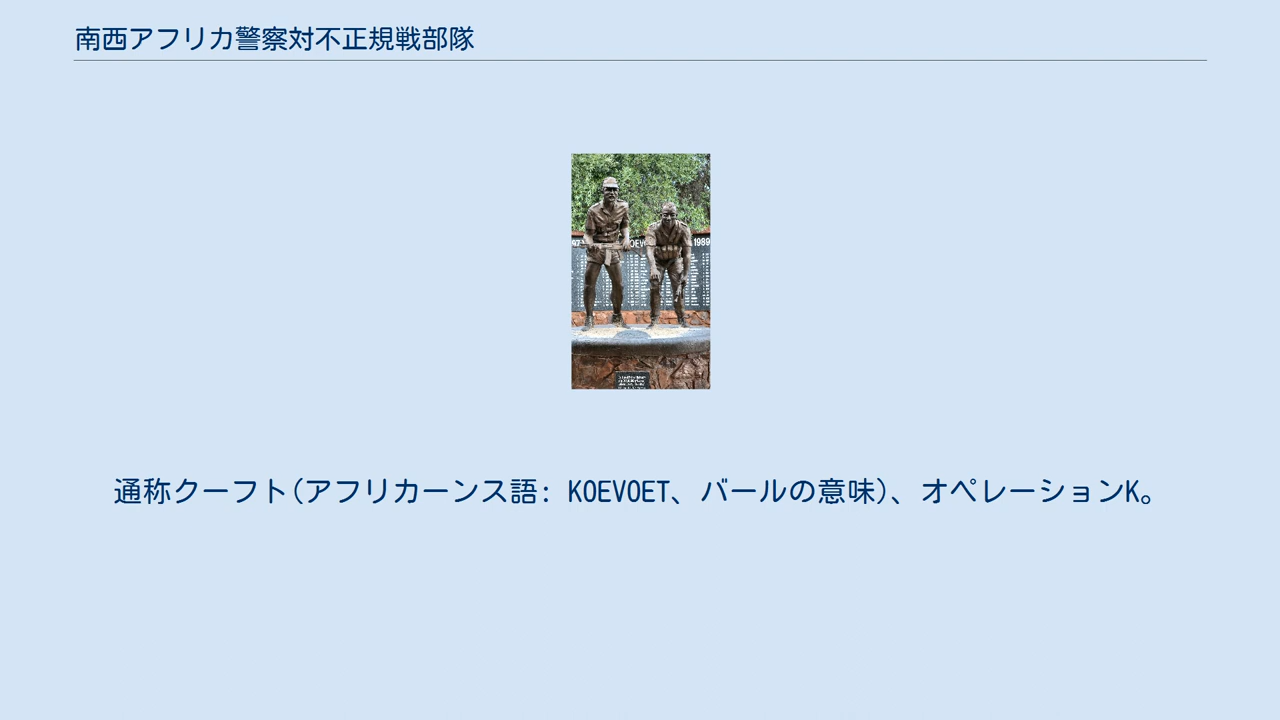 南西アフリカ警察対不正規戦部隊
OEVO 1989
通称クーフト(アフリカーンス語: KOEVOET、バールの意味)、オペレーションK。